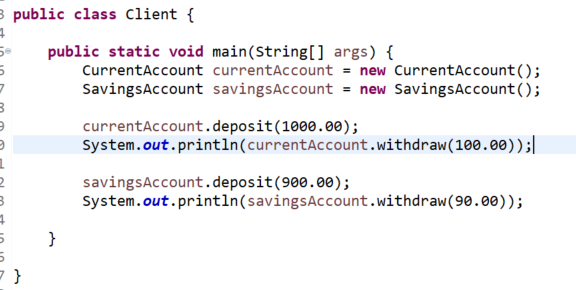 3 public class Client {
4
5 public static void main(String[] args) {
6 CurrentAccount currentAccount = new CurrentAccount();
7 SavingsAccount savingsAccount = new SavingsAccount();
8
9 currentAccount.deposit(1000.00);
0 System.out.println(currentAccount.withdraw(100.00));
1
2 savingsAccount.deposit(900.00);
3 System.out.println(savingsAccount.withdraw(90.00));
4
5 }
6
7 }